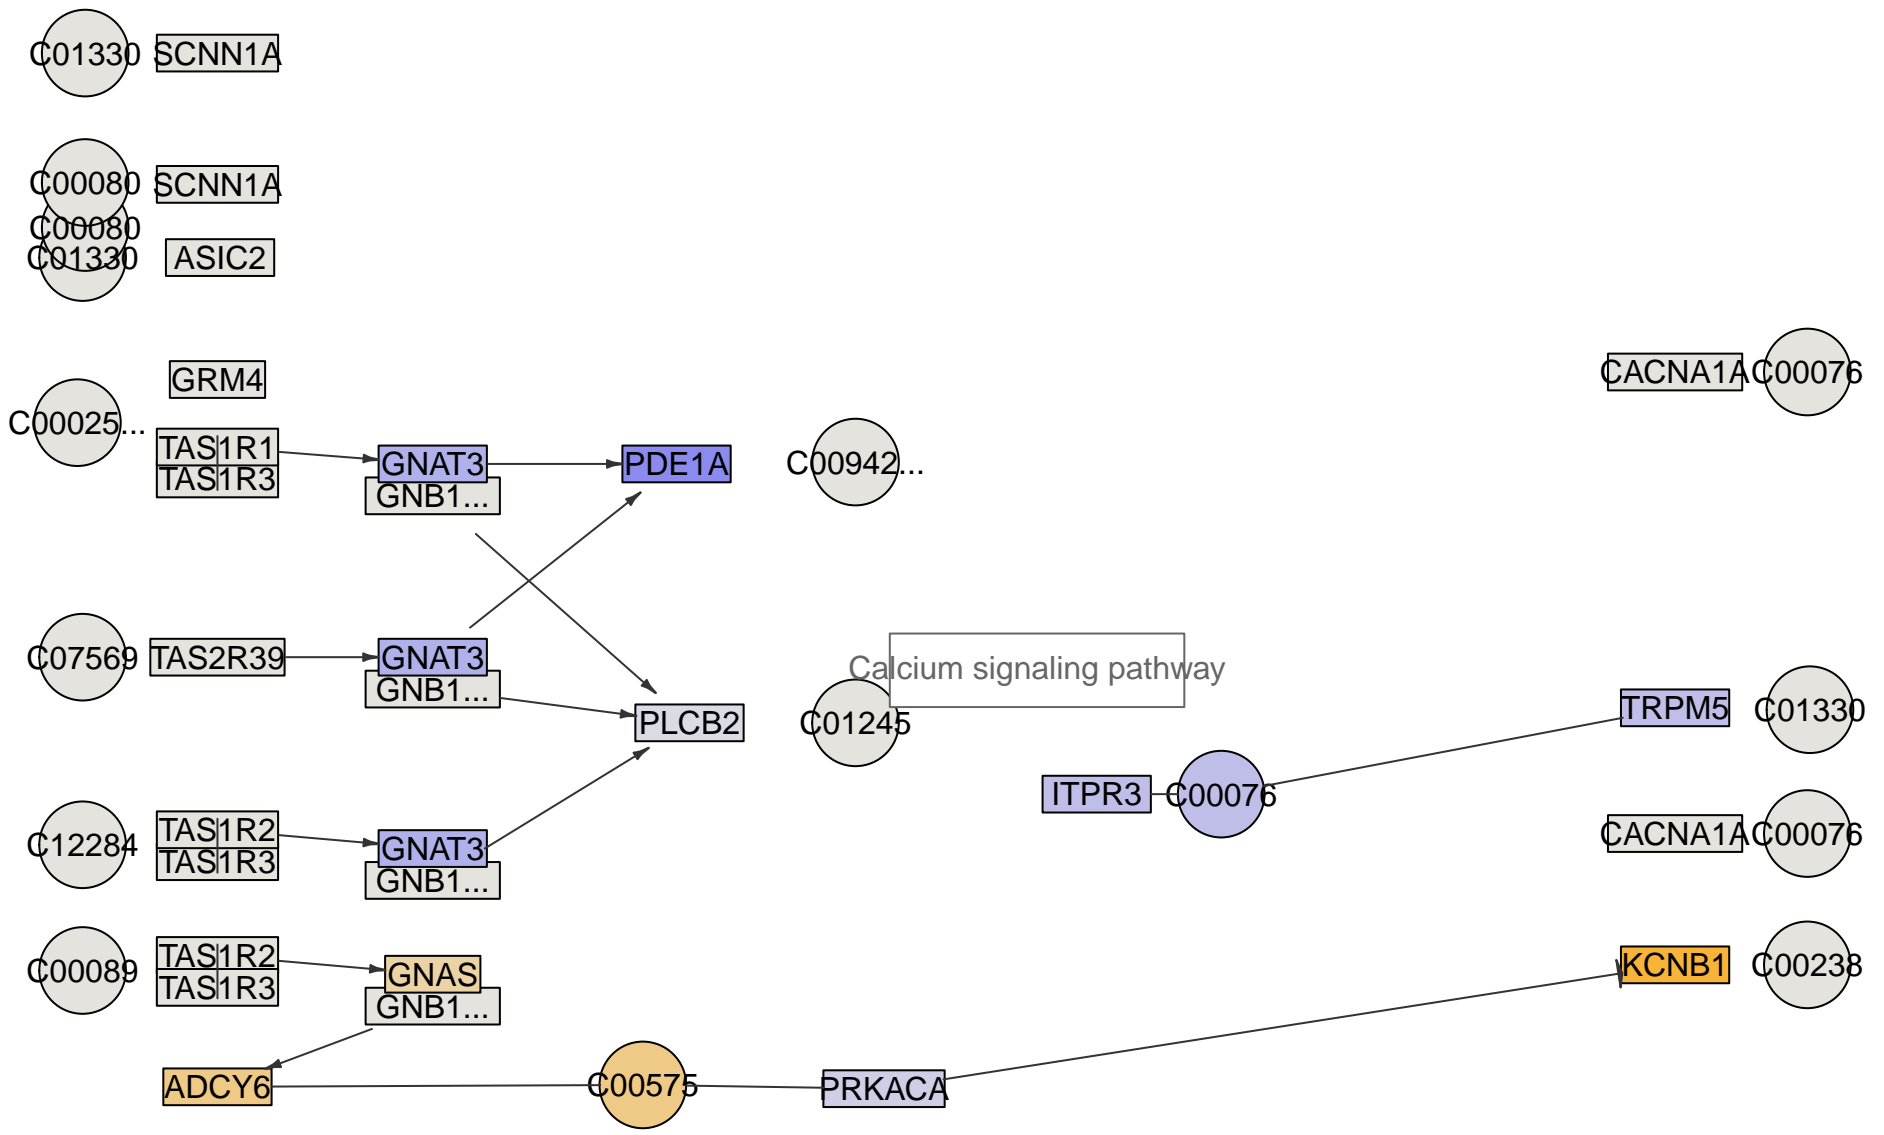 C01330 SCNN1A
C00080 SCNN1A
C00080
C01330 ASIC2
GRM4
CACNA1A C00076
C00025...
TAS1R1
GNAT3 PDE1A C00942...
TAS1R3
GNB1...
C07569 TAS2R39 GNAT3
Calcium signaling pathway
GNB1...
PLCB2 C01245
TRPM5 C01330
ITPR3 C00076
TAS1R2
CACNA1A C00076
C12284
GNAT3
TAS1R3
GNB1...
TAS1R2
KCNB1 C00238
C00089
GNAS
TAS1R3
GNB1...
ADCY6 C00575 PRKACA